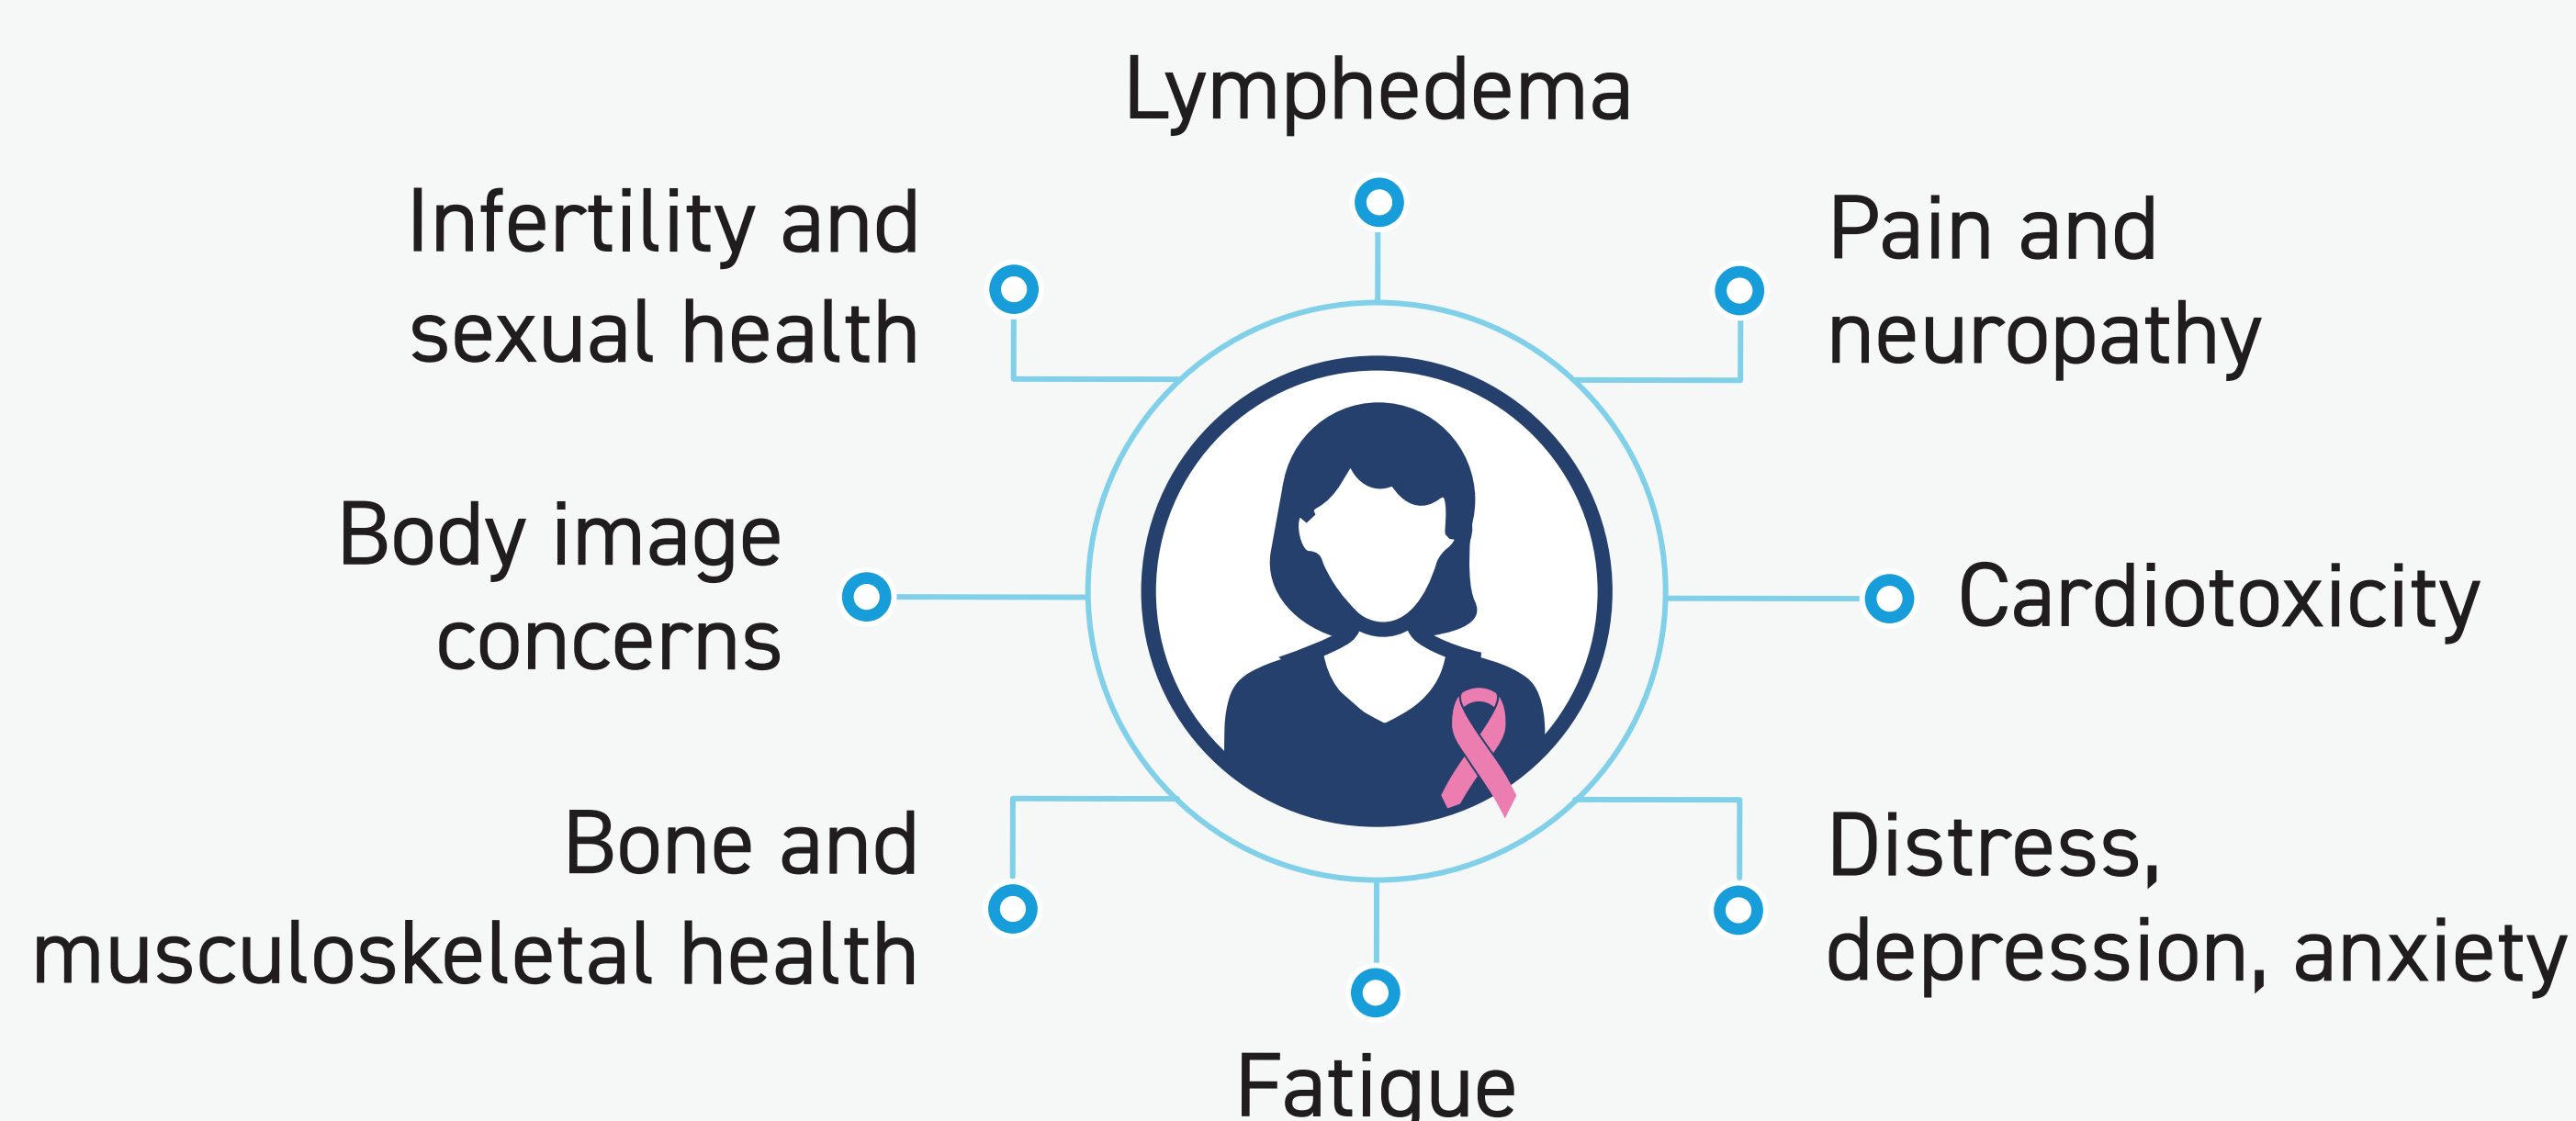 Lymphedema
Infertility and
sexual health
Pain and
neuropathy
Body image
concerns
Cardiotoxicity
Bone and
musculoskeletal health
Distress,
depression, anxiety
Fatigue